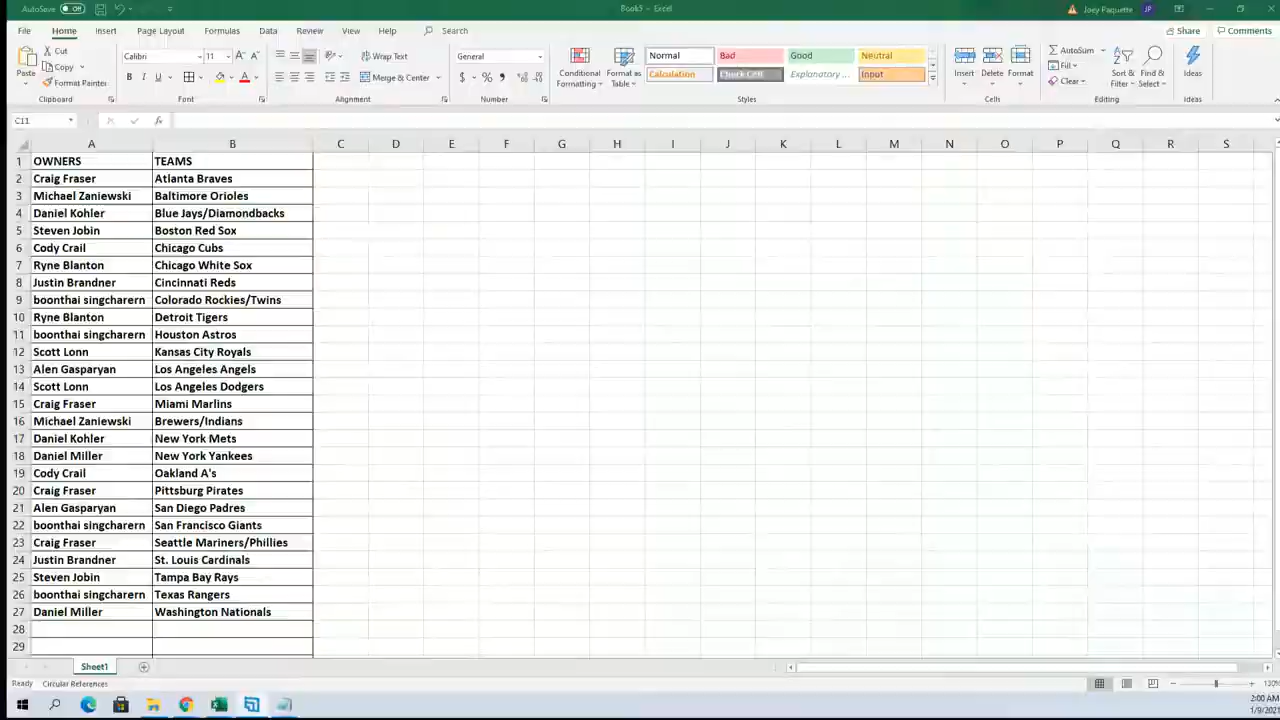 AutoSave Off Book5 - Excel Joey Paquette JP
File Home Insert Page Layout Formulas Data Review View Help Search Share Comments
Paste Cut Copy Format Painter Calibri 11 B I U A Wrap Text Merge & Center General $ % Conditional Formatting Format as Table Normal Bad Good Neutral Calculation Check Cell Explanatory ... Input Insert Delete Format AutoSum Fill Clear Sort & Filter Find & Select Ideas
Clipboard Font Alignment Number Styles Cells Editing Ideas
C11 fx
A B C D E F G H I J K L M N O P Q R S
1 OWNERS TEAMS
2 Craig Fraser Atlanta Braves
3 Michael Zaniewski Baltimore Orioles
4 Daniel Kohler Blue Jays/Diamondbacks
5 Steven Jobin Boston Red Sox
6 Cody Crail Chicago Cubs
7 Ryne Blanton Chicago White Sox
8 Justin Brandner Cincinnati Reds
9 boonthai singcharern Colorado Rockies/Twins
10 Ryne Blanton Detroit Tigers
11 boonthai singcharern Houston Astros
12 Scott Lonn Kansas City Royals
13 Alen Gasparyan Los Angeles Angels
14 Scott Lonn Los Angeles Dodgers
15 Craig Fraser Miami Marlins
16 Michael Zaniewski Brewers/Indians
17 Daniel Kohler New York Mets
18 Daniel Miller New York Yankees
19 Cody Crail Oakland A's
20 Craig Fraser Pittsburg Pirates
21 Alen Gasparyan San Diego Padres
22 boonthai singcharern San Francisco Giants
23 Craig Fraser Seattle Mariners/Phillies
24 Justin Brandner St. Louis Cardinals
25 Steven Jobin Tampa Bay Rays
26 boonthai singcharern Texas Rangers
27 Daniel Miller Washington Nationals
28
29
Sheet1
Ready Circular References 130%
2:00 AM
1/9/2021